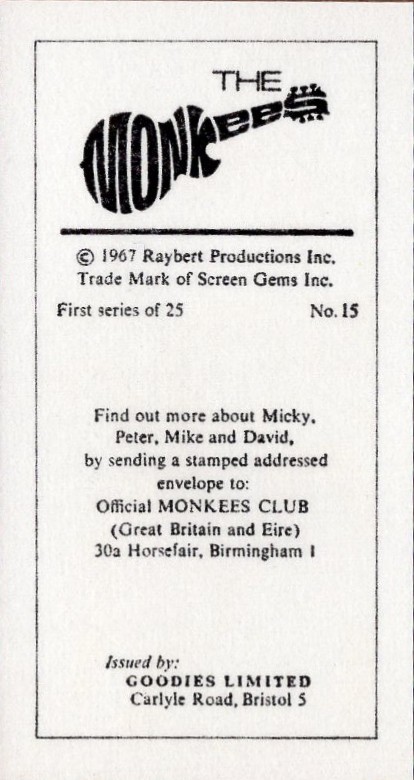 THE
MONKEES
© 1967 Raybert Productions Inc.
Trade Mark of Screen Gems Inc.
First series of 25 No. 15
Find out more about Micky,
Peter, Mike and David,
by sending a stamped addressed
envelope to:
Official MONKEES CLUB
(Great Britain and Eire)
30a Horsefair, Birmingham 1
Issued by:
GOODIES LIMITED
Carlyle Road, Bristol 5